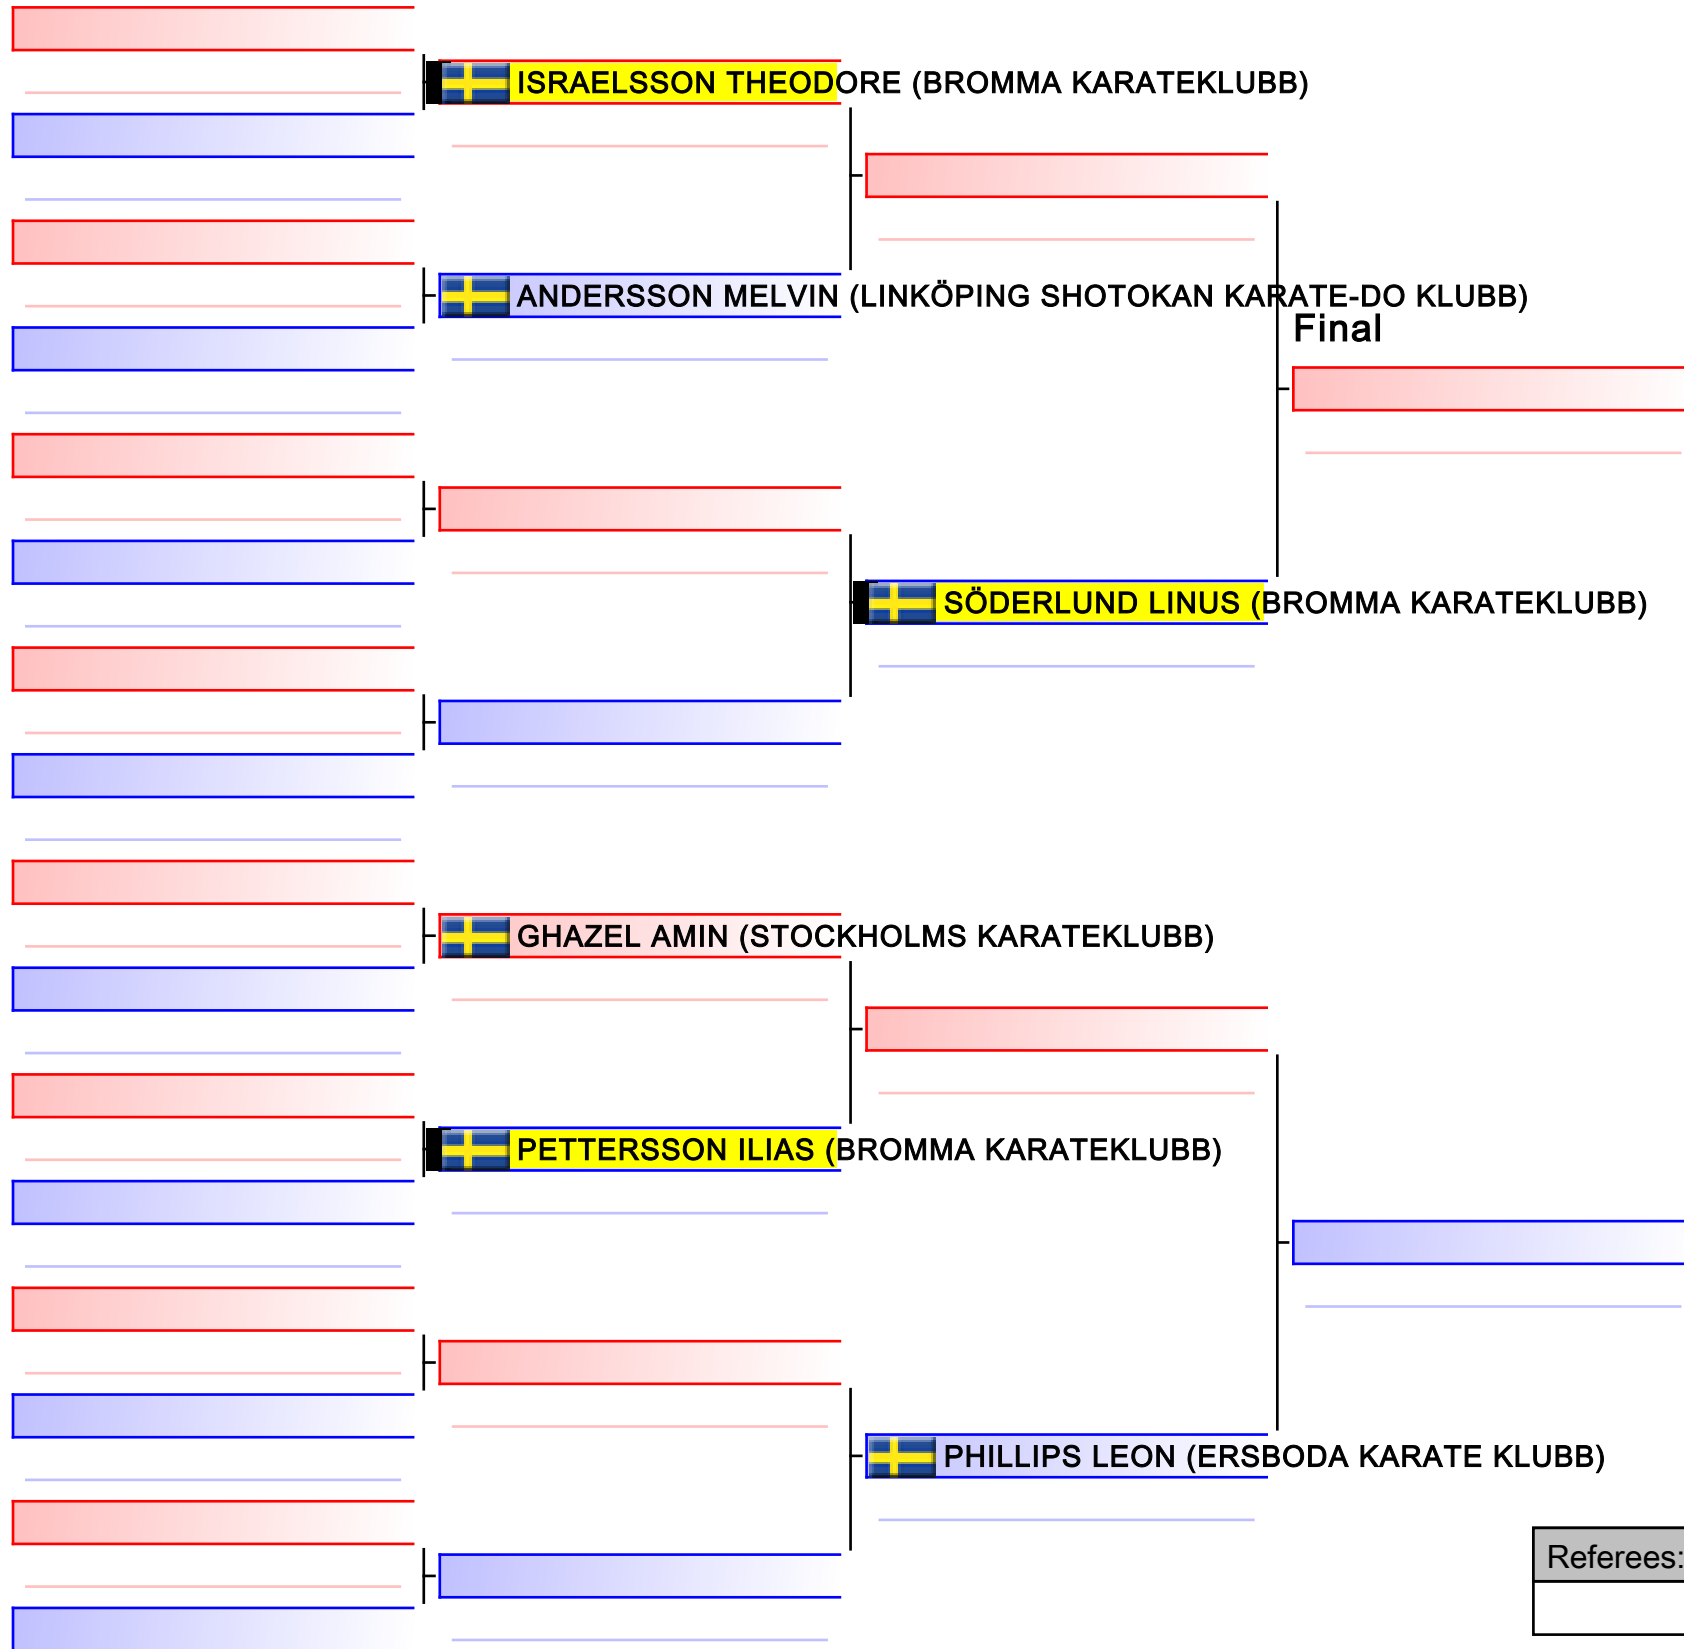 ISRAELSSON THEODORE (BROMMA KARATEKLUBB)
ANDERSSON MELVIN (LINKÖPING SHOTOKAN KARATE-DO KLUBB)
Final
SÖDERLUND LINUS (BROMMA KARATEKLUBB)
GHAZEL AMIN (STOCKHOLMS KARATEKLUBB)
PETTERSSON ILIAS (BROMMA KARATEKLUBB)
PHILLIPS LEON (ERSBODA KARATE KLUBB)
Referees: